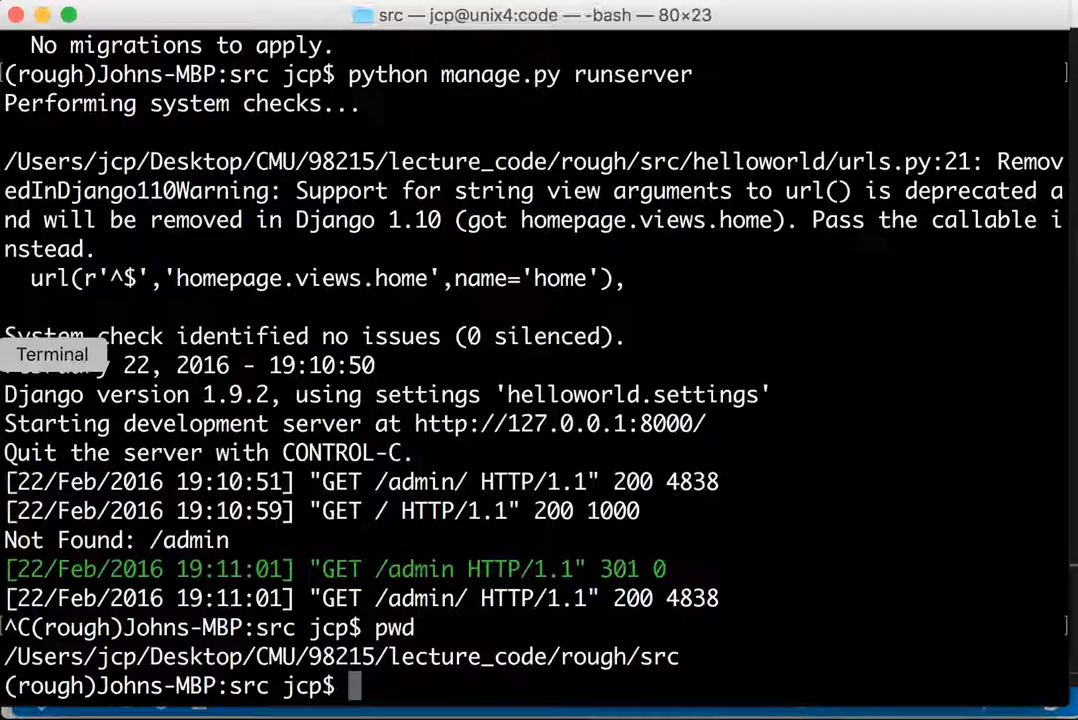 src — jcp@unix4:code — -bash — 80×23
No migrations to apply.
(rough)Johns-MBP:src jcp$ python manage.py runserver
Performing system checks...
/Users/jcp/Desktop/CMU/98215/lecture_code/rough/src/helloworld/urls.py:21: Remov
edInDjango110Warning: Support for string view arguments to url() is deprecated a
nd will be removed in Django 1.10 (got homepage.views.home). Pass the callable i
nstead.
url(r'^$','homepage.views.home',name='home'),
System check identified no issues (0 silenced).
Terminal
22, 2016 - 19:10:50
Django version 1.9.2, using settings 'helloworld.settings'
Starting development server at http://127.0.0.1:8000/
Quit the server with CONTROL-C.
[22/Feb/2016 19:10:51] "GET /admin/ HTTP/1.1" 200 4838
[22/Feb/2016 19:10:59] "GET / HTTP/1.1" 200 1000
Not Found: /admin
[22/Feb/2016 19:11:01] "GET /admin HTTP/1.1" 301 0
[22/Feb/2016 19:11:01] "GET /admin/ HTTP/1.1" 200 4838
^C(rough)Johns-MBP:src jcp$ pwd
/Users/jcp/Desktop/CMU/98215/lecture_code/rough/src
(rough)Johns-MBP:src jcp$